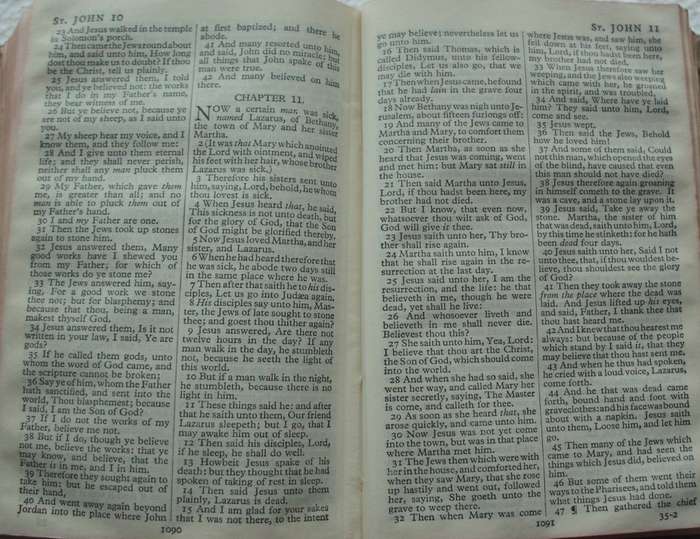 St. JOHN 10
23 And Jesus walked in the temple
in Solomon's porch.
24 Then came the Jews round about
him, and said unto him, How long
dost thou make us to doubt? If thou
be the Christ, tell us plainly.
25 Jesus answered them, I told
you, and ye believed not: the works
that I do in my Father's name,
they bear witness of me.
26 But ye believe not, because ye
are not of my sheep, as I said unto
you.
27 My sheep hear my voice, and I
know them, and they follow me:
28 And I give unto them eternal
life; and they shall never perish,
neither shall any man pluck them
out of my hand.
29 My Father, which gave them
me, is greater than all; and no
man is able to pluck them out of
my Father's hand.
30 I and my Father are one.
31 Then the Jews took up stones
again to stone him.
32 Jesus answered them, Many
good works have I shewed you
from my Father; for which of
those works do ye stone me?
33 The Jews answered him, say-
ing, For a good work we stone
thee not; but for blasphemy; and
because that thou, being a man,
makest thyself God.
34 Jesus answered them, Is it not
written in your law, I said, Ye are
gods?
35 If he called them gods, unto
whom the word of God came, and
the scripture cannot be broken;
36 Say ye of him, whom the Father
hath sanctified, and sent into the
world, Thou blasphemest; because
I said, I am the Son of God?
37 If I do not the works of my
Father, believe me not.
38 But if I do, though ye believe
not me, believe the works: that ye
may know, and believe, that the
Father is in me, and I in him.
39 Therefore they sought again to
take him: but he escaped out of
their hand,
40 And went away again beyond
Jordan into the place where John
at first baptized; and there he
abode.
41 And many resorted unto him,
and said, John did no miracle: but
all things that John spake of this
man were true.
42 And many believed on him
there.
CHAPTER 11.
NOW a certain man was sick,
named Lazarus, of Bethany,
the town of Mary and her sister
Martha.
2 (It was that Mary which anointed
the Lord with ointment, and wiped
his feet with her hair, whose brother
Lazarus was sick.)
3 Therefore his sisters sent unto
him, saying, Lord, behold, he whom
thou lovest is sick.
4 When Jesus heard that, he said,
This sickness is not unto death, but
for the glory of God, that the Son
of God might be glorified thereby.
5 Now Jesus loved Martha, and her
sister, and Lazarus.
6 When he had heard therefore that
he was sick, he abode two days still
in the same place where he was.
7 Then after that saith he to his dis-
ciples, Let us go into Judæa again.
8 His disciples say unto him, Mas-
ter, the Jews of late sought to stone
thee; and goest thou thither again?
9 Jesus answered, Are there not
twelve hours in the day? If any
man walk in the day, he stumbleth
not, because he seeth the light of
this world.
10 But if a man walk in the night,
he stumbleth, because there is no
light in him.
11 These things said he: and after
that he saith unto them, Our friend
Lazarus sleepeth; but I go, that I
may awake him out of sleep.
12 Then said his disciples, Lord,
if he sleep, he shall do well.
13 Howbeit Jesus spake of his
death: but they thought that he had
spoken of taking of rest in sleep.
14 Then said Jesus unto them
plainly, Lazarus is dead.
15 And I am glad for your sakes
that I was not there, to the intent
1090
ye may believe; nevertheless let us
go unto him.
16 Then said Thomas, which is
called Didymus, unto his fellow-
disciples, Let us also go, that we
may die with him.
17 Then when Jesus came, he found
that he had lain in the grave four
days already.
18 Now Bethany was nigh unto Je-
rusalem, about fifteen furlongs off:
19 And many of the Jews came to
Martha and Mary, to comfort them
concerning their brother.
20 Then Martha, as soon as she
heard that Jesus was coming, went
and met him: but Mary sat still in
the house.
21 Then said Martha unto Jesus,
Lord, if thou hadst been here, my
brother had not died.
22 But I know, that even now,
whatsoever thou wilt ask of God,
God will give it thee.
23 Jesus saith unto her, Thy bro-
ther shall rise again.
24 Martha saith unto him, I know
that he shall rise again in the re-
surrection at the last day.
25 Jesus said unto her, I am the
resurrection, and the life: he that
believeth in me, though he were
dead, yet shall he live:
26 And whosoever liveth and
believeth in me shall never die.
Believest thou this?
27 She saith unto him, Yea, Lord:
I believe that thou art the Christ,
the Son of God, which should come
into the world.
28 And when she had so said, she
went her way, and called Mary her
sister secretly, saying, The Master
is come, and calleth for thee.
29 As soon as she heard that, she
arose quickly, and came unto him.
30 Now Jesus was not yet come
into the town, but was in that place
where Martha met him.
31 The Jews then which were with
her in the house, and comforted her,
when they saw Mary, that she rose
up hastily and went out, followed
her, saying, She goeth unto the
grave to weep there.
32 Then when Mary was come
St. JOHN 11
where Jesus was, and saw him, she
fell down at his feet, saying unto
him, Lord, if thou hadst been here,
my brother had not died.
33 When Jesus therefore saw her
weeping, and the Jews also weeping
which came with her, he groaned
in the spirit, and was troubled,
34 And said, Where have ye laid
him? They said unto him, Lord,
come and see.
35 Jesus wept.
36 Then said the Jews, Behold
how he loved him!
37 And some of them said, Could
not this man, which opened the eyes
of the blind, have caused that even
this man should not have died?
38 Jesus therefore again groaning
in himself cometh to the grave. It
was a cave, and a stone lay upon it.
39 Jesus said, Take ye away the
stone. Martha, the sister of him
that was dead, saith unto him, Lord,
by this time he stinketh: for he hath
been dead four days.
40 Jesus saith unto her, Said I not
unto thee, that, if thou wouldest be-
lieve, thou shouldest see the glory
of God?
41 Then they took away the stone
from the place where the dead was
laid. And Jesus lifted up his eyes,
and said, Father, I thank thee that
thou hast heard me.
42 And I knew that thou hearest me
always: but because of the people
which stand by I said it, that they
may believe that thou hast sent me.
43 And when he thus had spoken,
he cried with a loud voice, Lazarus,
come forth.
44 And he that was dead came
forth, bound hand and foot with
graveclothes: and his face was bound
about with a napkin. Jesus saith
unto them, Loose him, and let him
go.
45 Then many of the Jews which
came to Mary, and had seen the
things which Jesus did, believed on
him.
46 But some of them went their
ways to the Pharisees, and told them
what things Jesus had done.
47 ¶ Then gathered the chief
1091
35-2